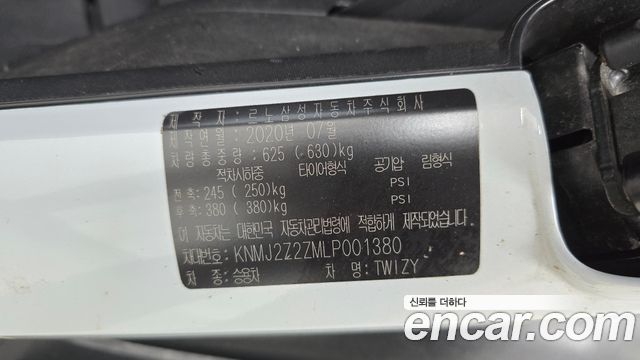 제 작 자 : 르노삼성자동차주식회사
제작연월 : 2020년 07월
차량총중량 : 625 ( 630)kg
적차시하중 타이어형식 공기압 림형식
전 축: 245 ( 250)kg PSI
후 축: 380 ( 380)kg PSI
이 자동차는 대한민국 자동차관리법령에 적합하게 제작되었습니다.
차대번호: KNMJ2Z2ZMLP001380
차 종: 승용차 차 명: TWIZY
신뢰를 더하다
encar.com